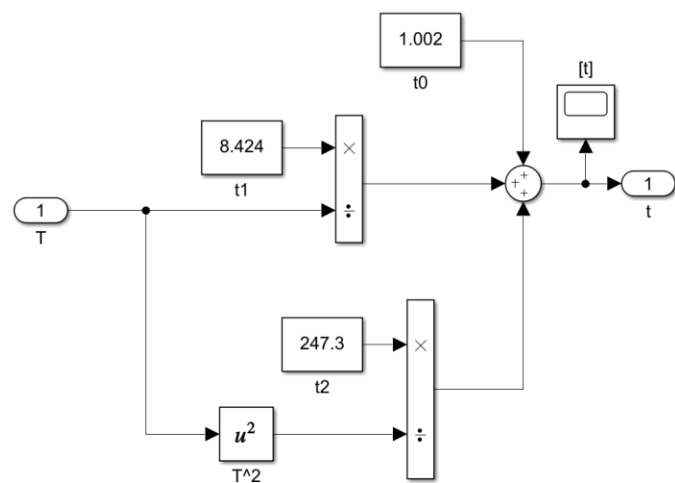 1.002
t0
[t]
8.424
t1
×
÷
1
T
+
+
+
1
t
247.3
t2
×
÷
u²
T^2